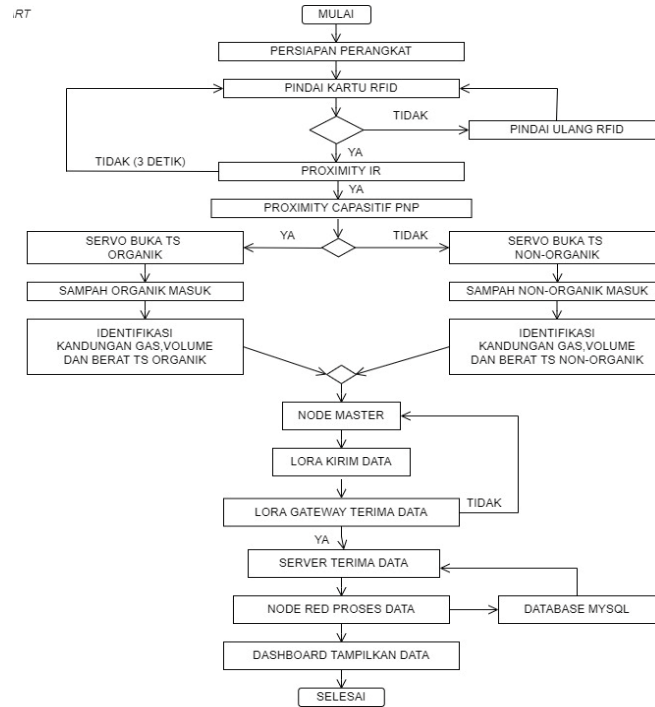 ART
MULAI
PERSIAPAN PERANGKAT
PINDAI KARTU RFID
TIDAK
PINDAI ULANG RFID
YA
TIDAK (3 DETIK)
PROXIMITY IR
YA
PROXIMITY CAPASITIF PNP
YA
TIDAK
SERVO BUKA TS
ORGANIK
SERVO BUKA TS
NON-ORGANIK
SAMPAH ORGANIK MASUK
SAMPAH NON-ORGANIK MASUK
IDENTIFIKASI
KANDUNGAN GAS,VOLUME
DAN BERAT TS ORGANIK
IDENTIFIKASI
KANDUNGAN GAS,VOLUME
DAN BERAT TS NON-ORGANIK
NODE MASTER
LORA KIRIM DATA
LORA GATEWAY TERIMA DATA
TIDAK
YA
SERVER TERIMA DATA
NODE RED PROSES DATA
DATABASE MYSQL
DASHBOARD TAMPILKAN DATA
SELESAI